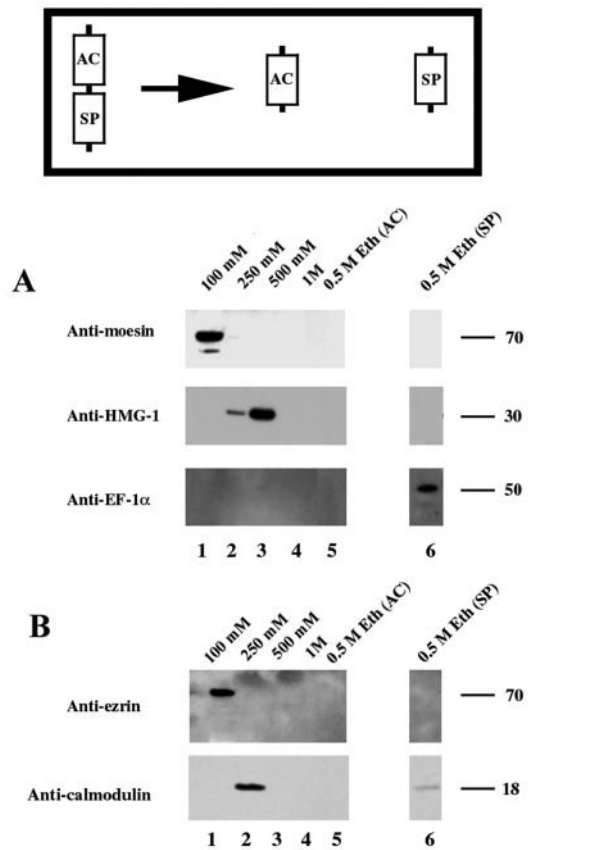 AC
SP
AC
SP
A
100 mM
250 mM
500 mM
1M
0.5 M Eth (AC)
0.5 M Eth (SP)
Anti-moesin
70
Anti-HMG-1
30
Anti-EF-1α
50
1 2 3 4 5 6
B
100 mM
250 mM
500 mM
1M
0.5 M Eth (AC)
0.5 M Eth (SP)
Anti-ezrin
70
Anti-calmodulin
18
1 2 3 4 5 6